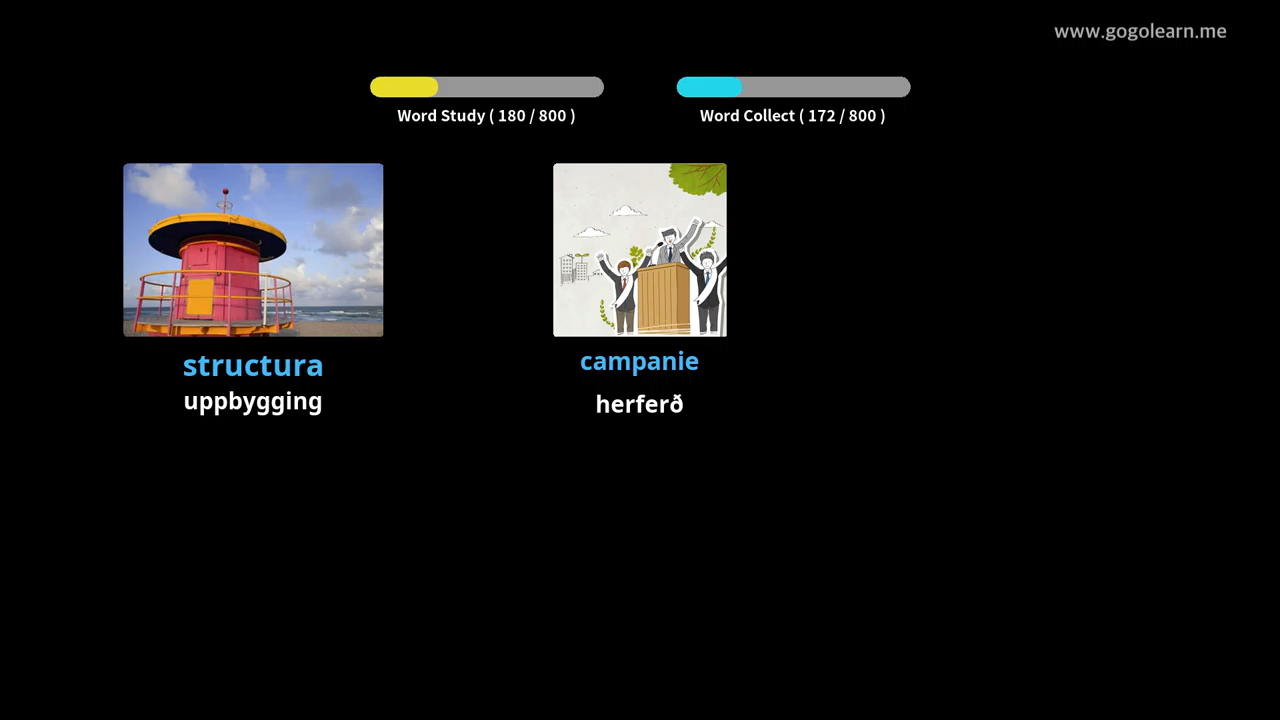 www.gogolearn.me
Word Study ( 180 / 800 )
Word Collect ( 172 / 800 )
structura
uppbygging
campanie
herferð